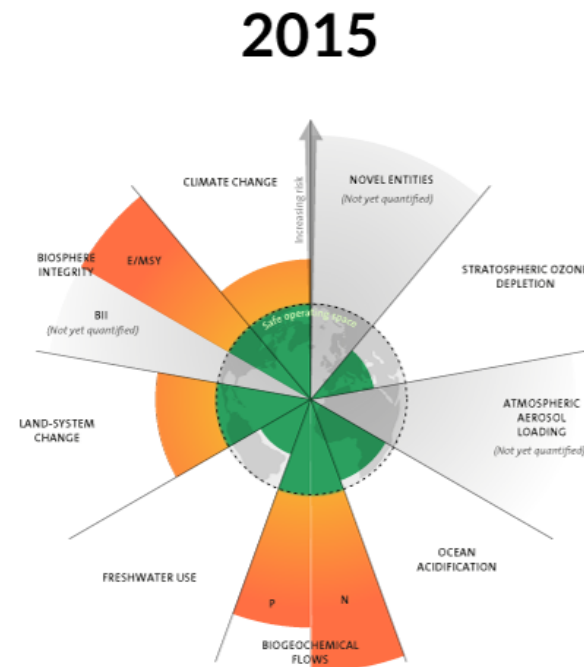 2015
CLIMATE CHANGE
Increasing risk
NOVEL ENTITIES
(Not yet quantified)
STRATOSPHERIC OZONE
DEPLETION
BIOSPHERE
INTEGRITY
E/MSY
BII
(Not yet quantified)
Safe operating space
LAND-SYSTEM
CHANGE
ATMOSPHERIC
AEROSOL
LOADING
(Not yet quantified)
FRESHWATER USE
OCEAN
ACIDIFICATION
P
N
BIOGEOCHEMICAL
FLOWS